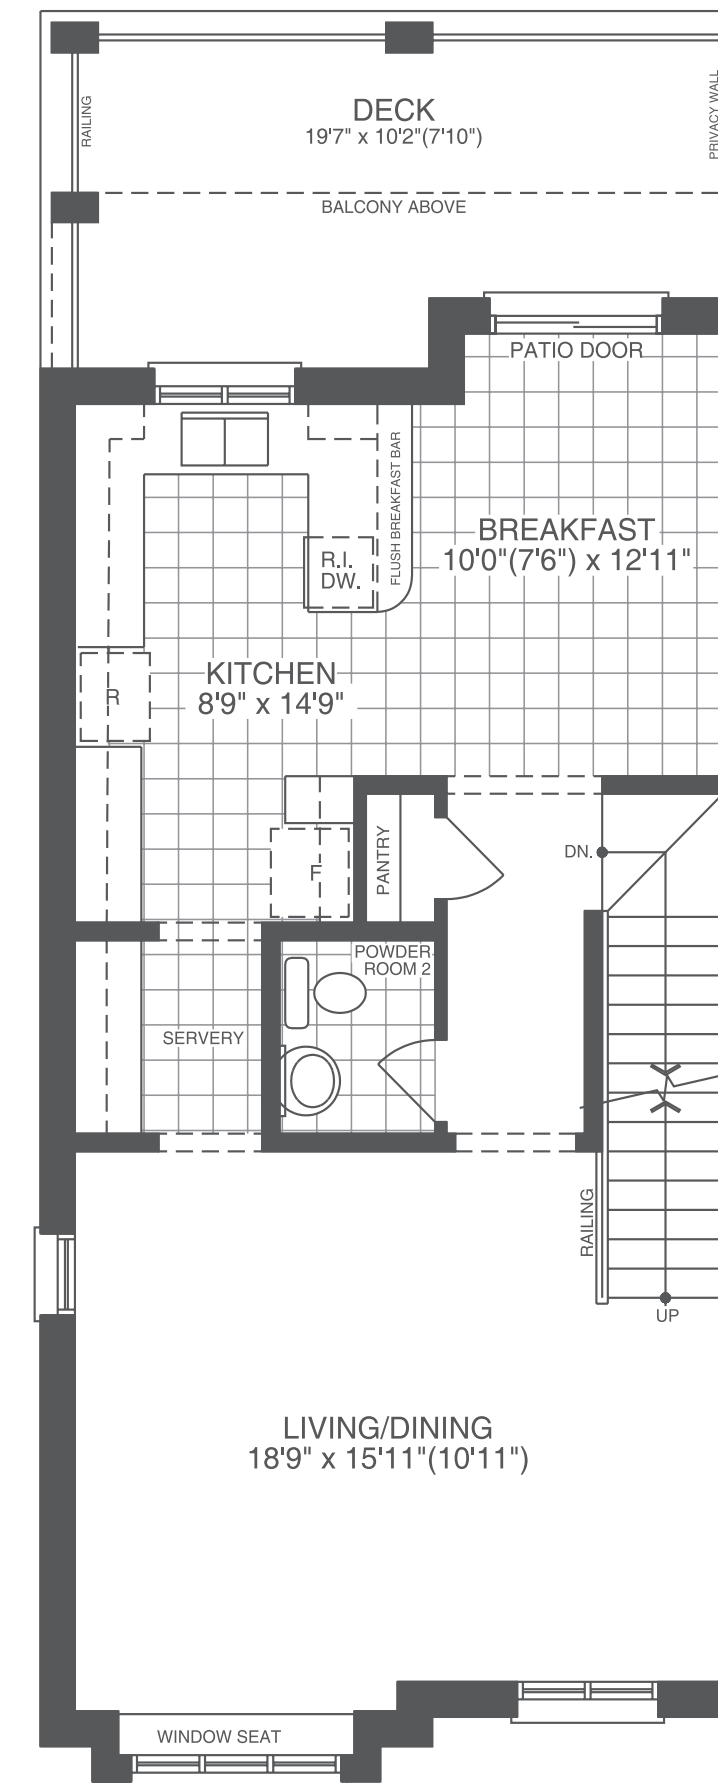 DECK
19'7" x 10'2"(7'10")
RAILING
PRIVACY WALL
BALCONY ABOVE
PATIO DOOR
FLUSH BREAKFAST BAR
BREAKFAST
10'0"(7'6") x 12'11"
R.I.
DW.
KITCHEN
8'9" x 14'9"
R
F
PANTRY
DN.
POWDER
ROOM 2
SERVERY
RAILING
UP
LIVING/DINING
18'9" x 15'11"(10'11")
WINDOW SEAT